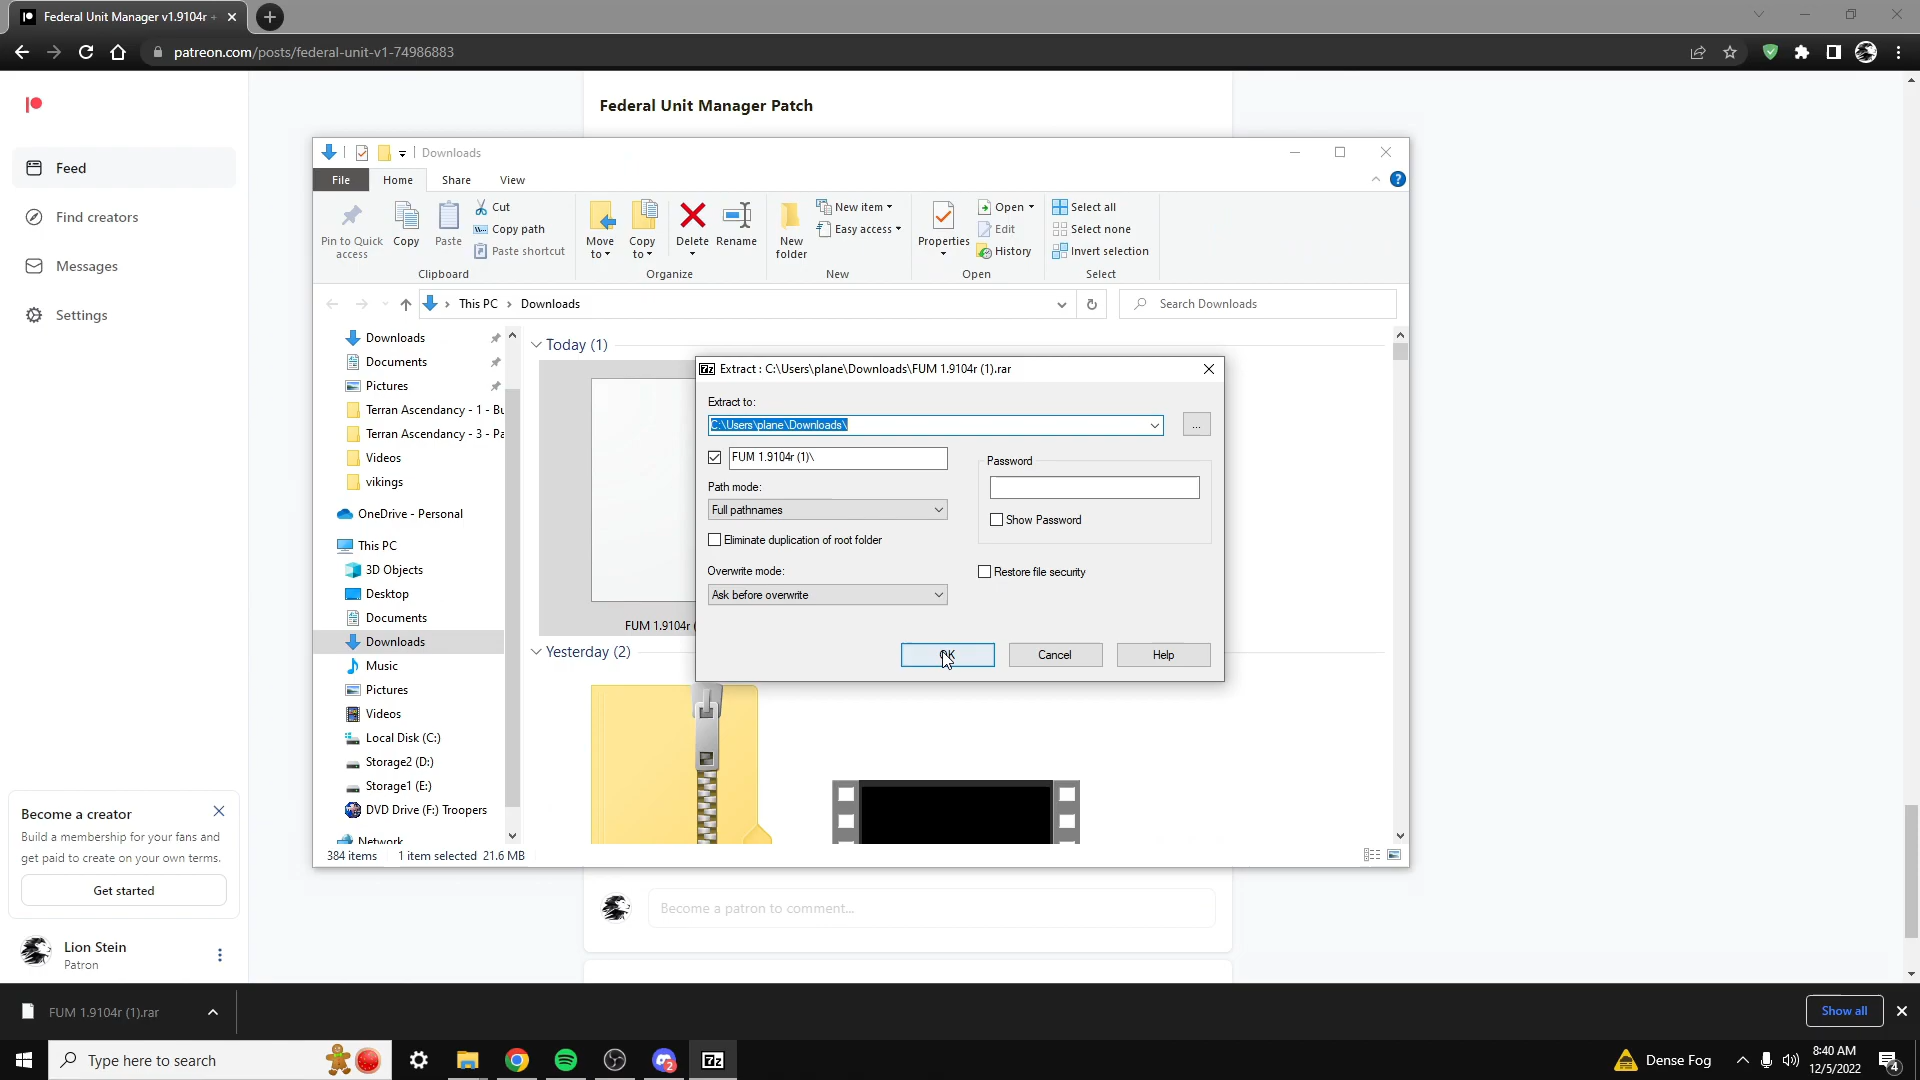 Federal Unit Manager v1.9104r +
patreon.com/posts/federal-unit-v1-74986883
Feed
Find creators
Messages
Settings
Become a creator
Build a membership for your fans and
get paid to create on your own terms.
Get started
Lion Stein
Patron
Federal Unit Manager Patch
Downloads
File
Home
Share
View
Pin to Quick
access
Copy
Paste
Cut
Copy path
Paste shortcut
Clipboard
Move
to
Copy
to
Delete
Rename
Organize
New
folder
New item
Easy access
New
Properties
Open
Edit
History
Open
Select all
Select none
Invert selection
Select
This PC
Downloads
Search Downloads
Downloads
Documents
Pictures
Terran Ascendancy - 1 - Bu
Terran Ascendancy - 3 - Pa
Videos
vikings
OneDrive - Personal
This PC
3D Objects
Desktop
Documents
Downloads
Music
Pictures
Videos
Local Disk (C:)
Storage2 (D:)
Storage1 (E:)
DVD Drive (F:) Troopers
Network
Today (1)
FUM 1.9104r (
Yesterday (2)
384 items
1 item selected 21.6 MB
7z Extract : C:\Users\plane\Downloads\FUM 1.9104r (1).rar
Extract to:
C:\Users\plane\Downloads\
...
FUM 1.9104r (1)\
Path mode:
Full pathnames
Eliminate duplication of root folder
Overwrite mode:
Ask before overwrite
Password
Show Password
Restore file security
OK
Cancel
Help
Become a patron to comment...
FUM 1.9104r (1).rar
Show all
Type here to search
2
7z
Dense Fog
8:40 AM
12/5/2022
4